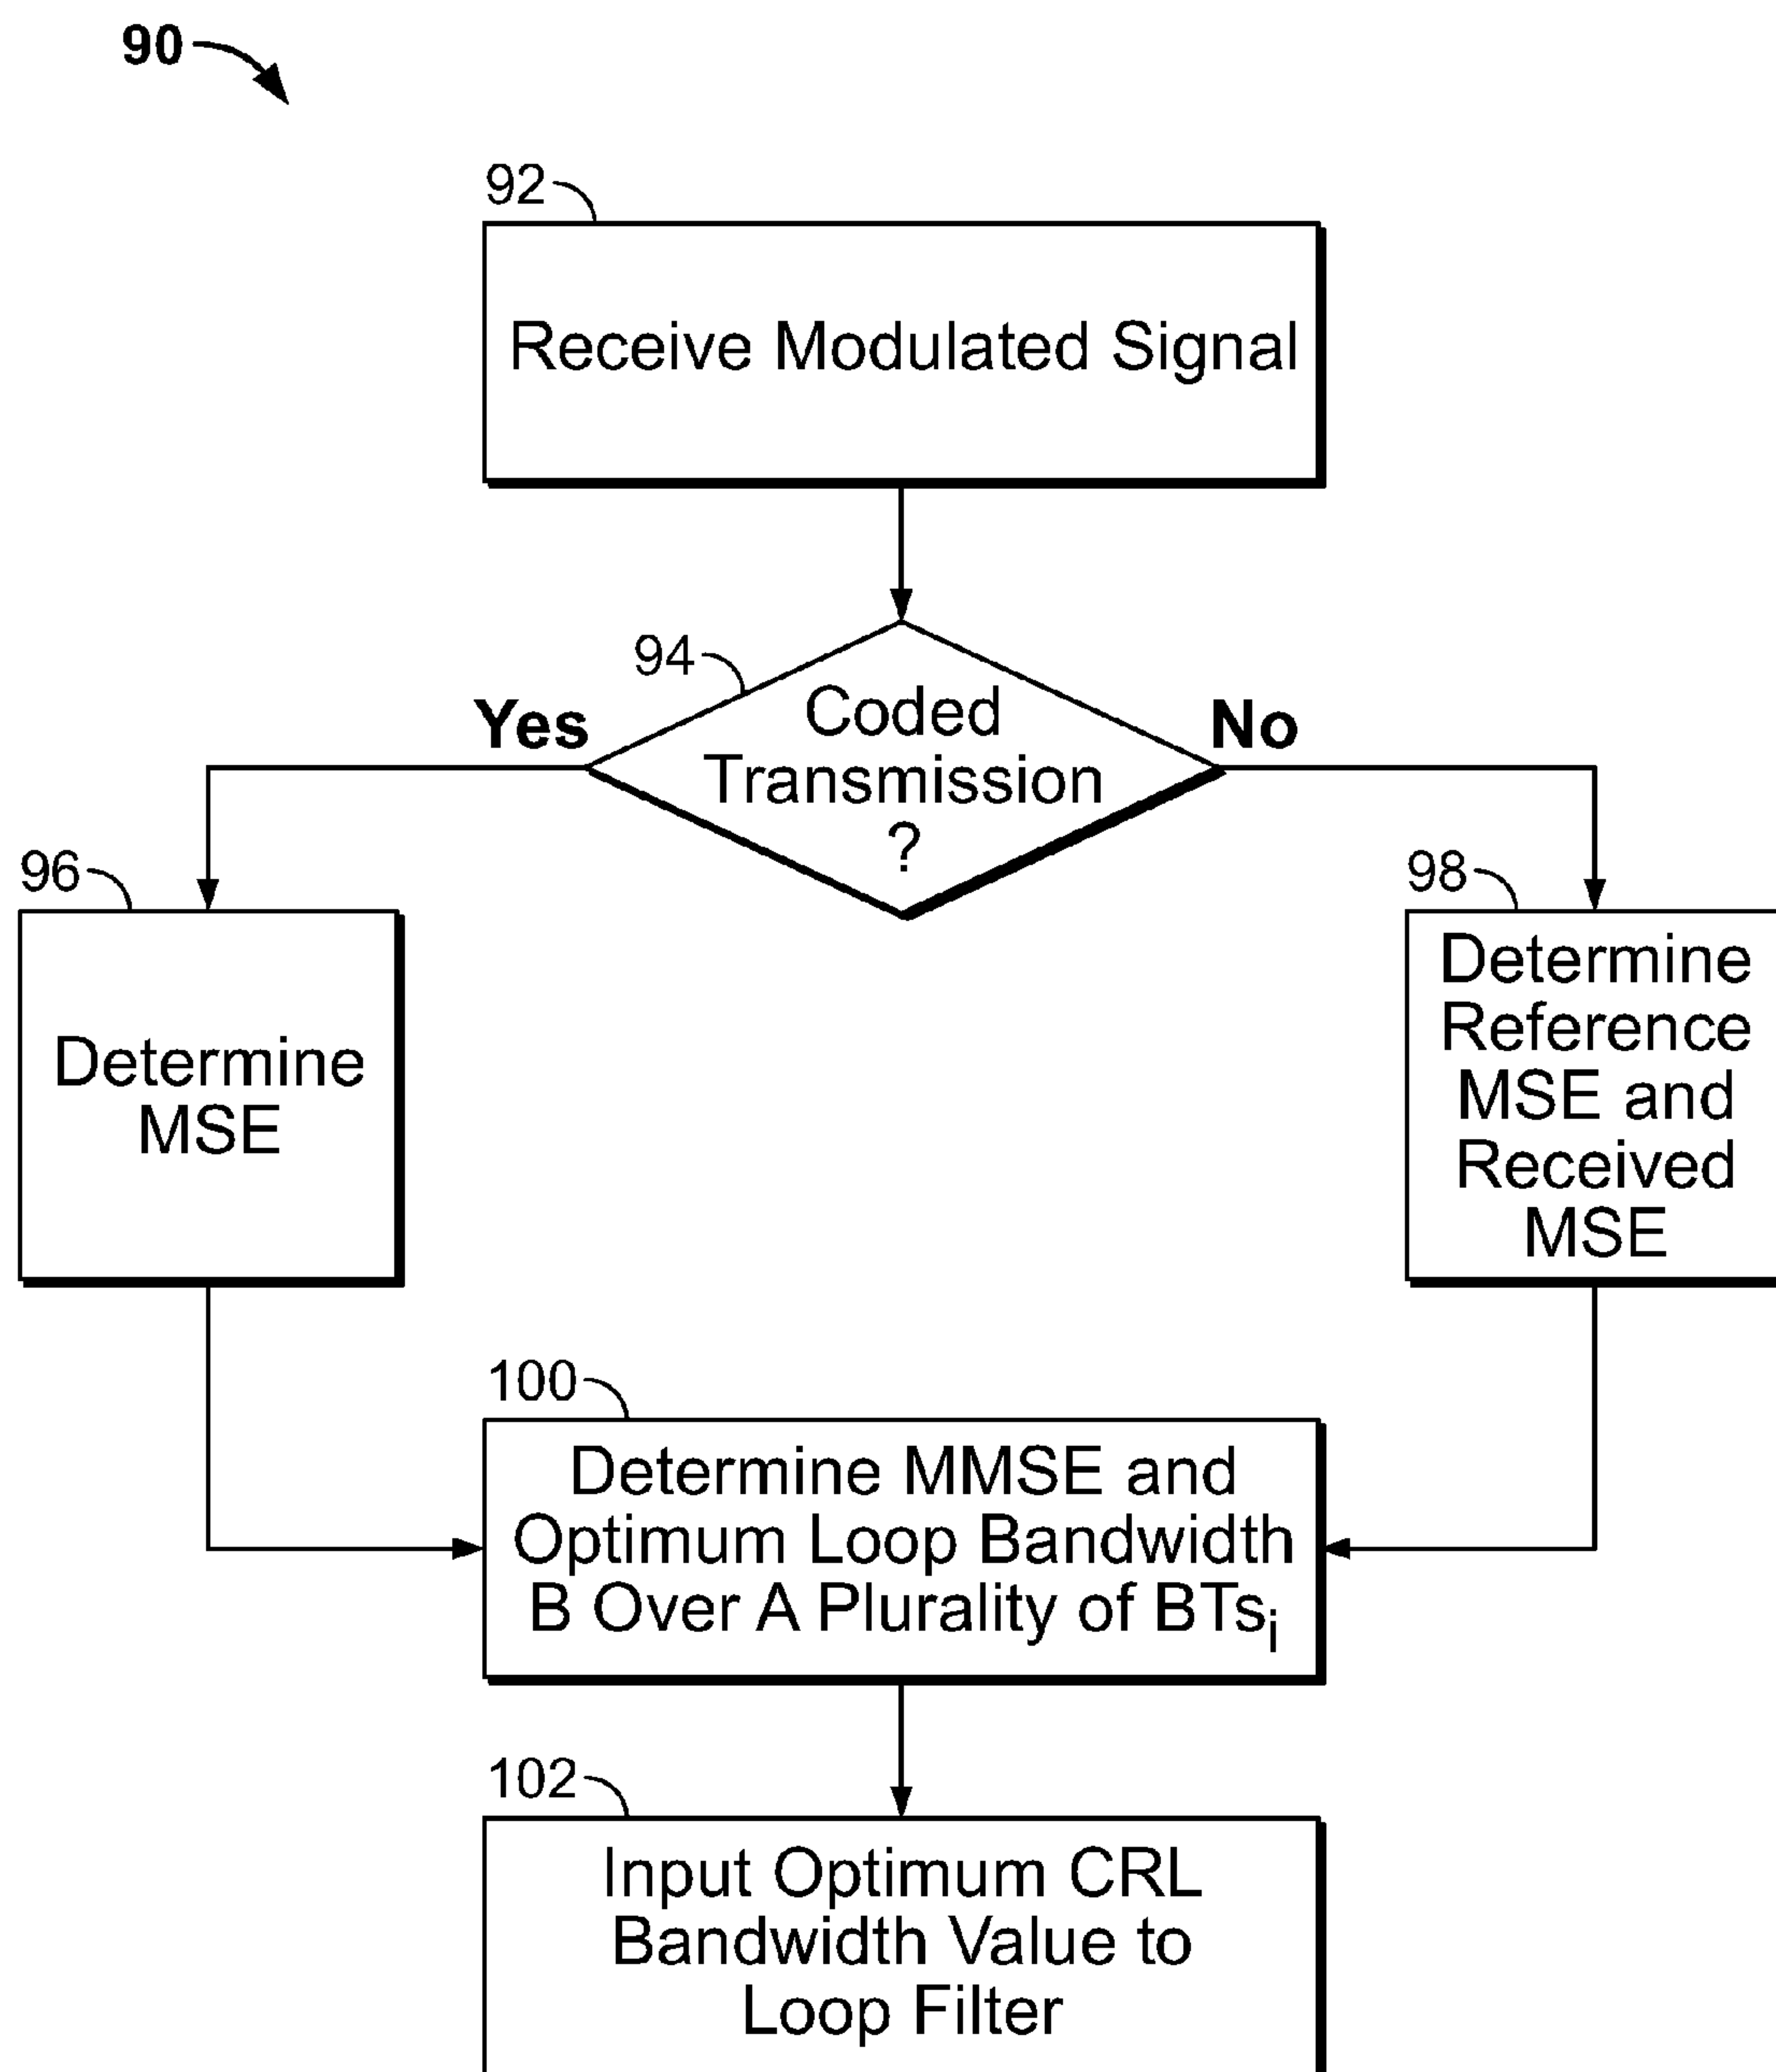 90
92
Receive Modulated Signal
94
Coded
Transmission
?
Yes
No
96
Determine
MSE
98
Determine
Reference
MSE and
Received
MSE
100
Determine MMSE and
Optimum Loop Bandwidth
B Over A Plurality of BTsi
102
Input Optimum CRL
Bandwidth Value to
Loop Filter